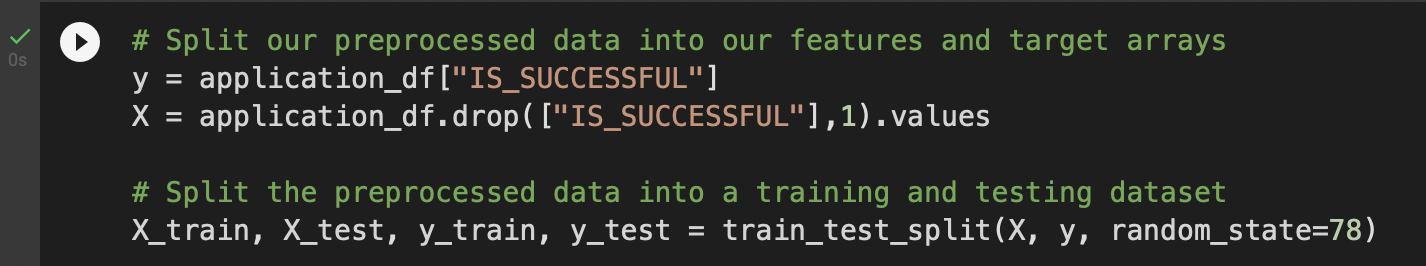 0s
# Split our preprocessed data into our features and target arrays
y = application_df["IS_SUCCESSFUL"]
X = application_df.drop(["IS_SUCCESSFUL"],1).values
# Split the preprocessed data into a training and testing dataset
X_train, X_test, y_train, y_test = train_test_split(X, y, random_state=78)